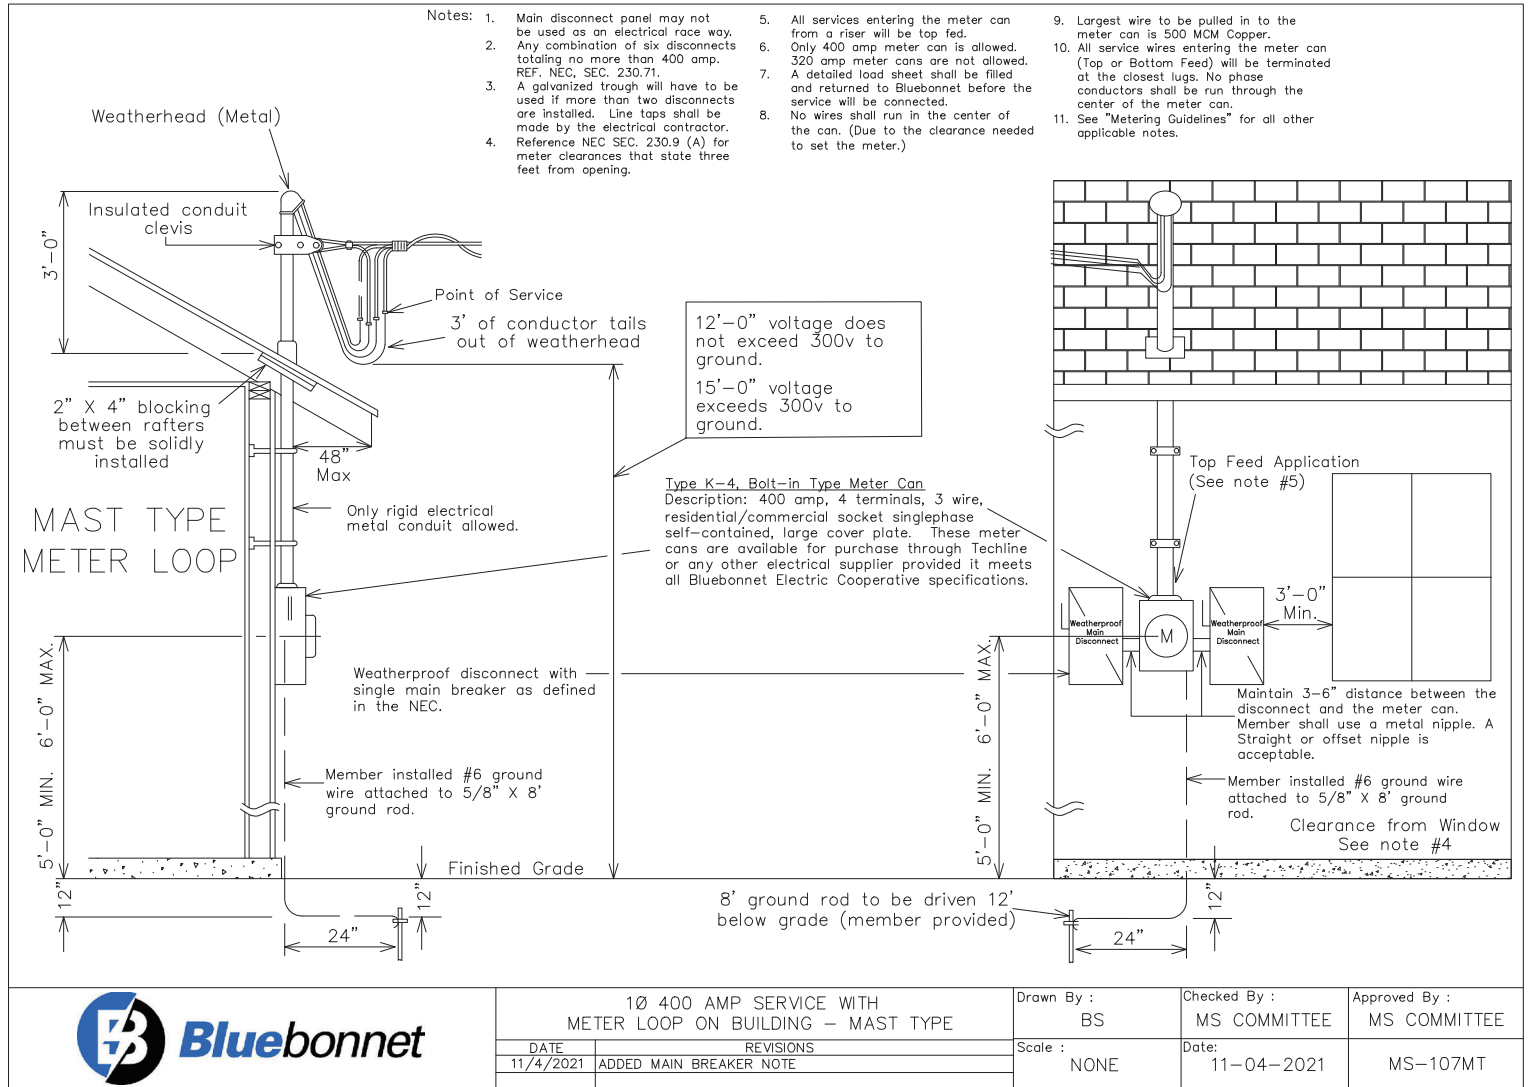 Notes:
1. Main disconnect panel may not
be used as an electrical race way.
2. Any combination of six disconnects
totaling no more than 400 amp.
REF. NEC, SEC. 230.71.
3. A galvanized trough will have to be
used if more than two disconnects
are installed. Line taps shall be
made by the electrical contractor.
4. Reference NEC SEC. 230.9 (A) for
meter clearances that state three
feet from opening.
5. All services entering the meter can
from a riser will be top fed.
6. Only 400 amp meter can is allowed.
320 amp meter cans are not allowed.
7. A detailed load sheet shall be filled
and returned to Bluebonnet before the
service will be connected.
8. No wires shall run in the center of
the can. (Due to the clearance needed
to set the meter.)
9. Largest wire to be pulled in to the
meter can is 500 MCM Copper.
10. All service wires entering the meter can
(Top or Bottom Feed) will be terminated
at the closest lugs. No phase
conductors shall be run through the
center of the meter can.
11. See "Metering Guidelines" for all other
applicable notes.
Weatherhead (Metal)
Insulated conduit
clevis
3'-0"
Point of Service
3' of conductor tails
out of weatherhead
12'-0" voltage does
not exceed 300v to
ground.
15'-0" voltage
exceeds 300v to
ground.
2" X 4" blocking
between rafters
must be solidly
installed
48"
Max
MAST TYPE
METER LOOP
Only rigid electrical
metal conduit allowed.
Type K-4, Bolt-in Type Meter Can
Description: 400 amp, 4 terminals, 3 wire,
residential/commercial socket singlephase
self-contained, large cover plate. These meter
cans are available for purchase through Techline
or any other electrical supplier provided it meets
all Bluebonnet Electric Cooperative specifications.
Top Feed Application
(See note #5)
3'-0"
Min.
Weatherproof
Main
Disconnect
M
Weatherproof
Main
Disconnect
Weatherproof disconnect with
single main breaker as defined
in the NEC.
Maintain 3-6" distance between the
disconnect and the meter can.
Member shall use a metal nipple. A
Straight or offset nipple is
acceptable.
5'-0" MIN. 6'-0" MAX.
5'-0" MIN. 6'-0" MAX.
Member installed #6 ground
wire attached to 5/8" X 8'
ground rod.
Member installed #6 ground wire
attached to 5/8" X 8' ground
rod.
Clearance from Window
See note #4
Finished Grade
12"
12"
24"
8' ground rod to be driven 12'
below grade (member provided)
12"
24"
B
Bluebonnet
1Ø 400 AMP SERVICE WITH
METER LOOP ON BUILDING - MAST TYPE
DATE REVISIONS
11/4/2021 ADDED MAIN BREAKER NOTE
Drawn By :
BS
Checked By :
MS COMMITTEE
Approved By :
MS COMMITTEE
Scale :
NONE
Date:
11-04-2021
MS-107MT